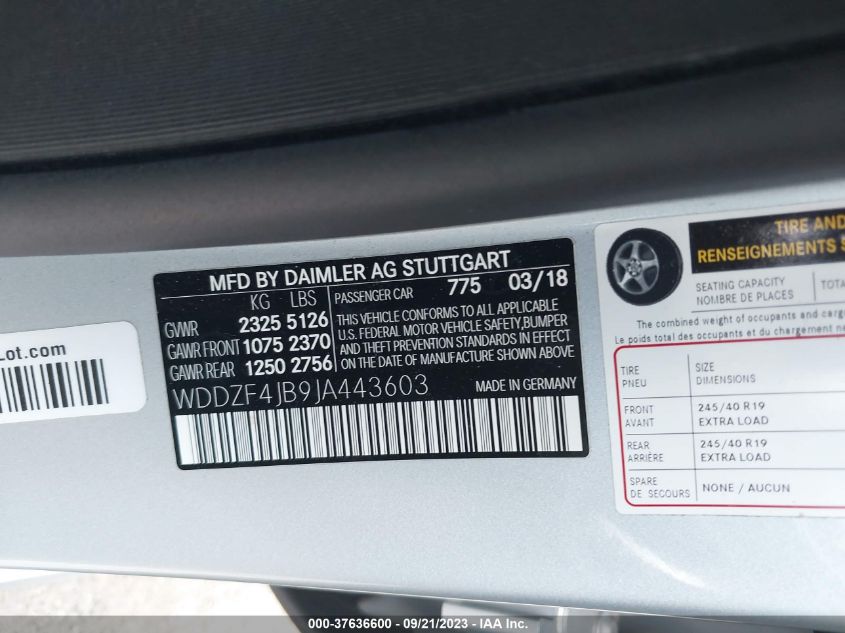 MFD BY DAIMLER AG STUTTGART
KG LBS
GVWR 2325 5126
GAWR FRONT 1075 2370
GAWR REAR 1250 2756
PASSENGER CAR 775 03/18
THIS VEHICLE CONFORMS TO ALL APPLICABLE
U.S. FEDERAL MOTOR VEHICLE SAFETY,BUMPER
AND THEFT PREVENTION STANDARDS IN EFFECT
ON THE DATE OF MANUFACTURE SHOWN ABOVE.
WDDZF4JB9JA443603
MADE IN GERMANY
Lot.com
TIRE AND
RENSEIGNEMENTS S
SEATING CAPACITY
NOMBRE DE PLACES
The combined weight of occupants and
Le poids total des occupants et du chargement
TIRE
PNEU
SIZE
DIMENSIONS
FRONT
AVANT
245/40 R19
EXTRA LOAD
REAR
ARRIÈRE
245/40 R19
EXTRA LOAD
SPARE
DE SECOURS
NONE / AUCUN
000-37636600 - 09/21/2023 - IAA Inc.